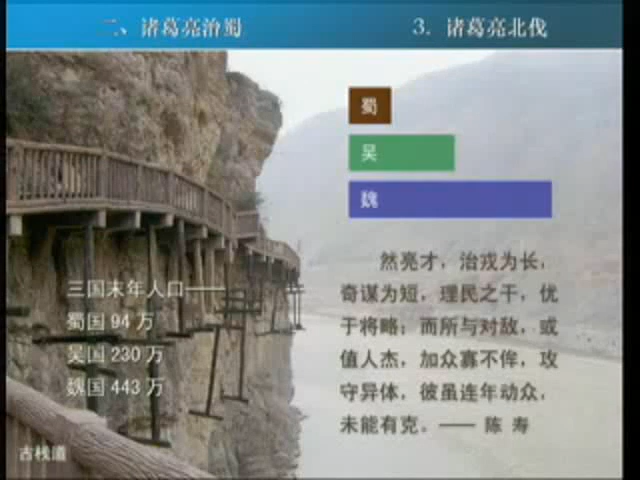 二、诸葛亮治蜀
3. 诸葛亮北伐
蜀
吴
魏
三国末年人口——
蜀国 94 万
吴国 230 万
魏国 443 万
然亮才，治戎为长，
奇谋为短，理民之干，优
于将略；而所与对敌，或
值人杰，加众寡不侔，攻
守异体，彼虽连年动众，
未能有克。—— 陈 寿
古栈道